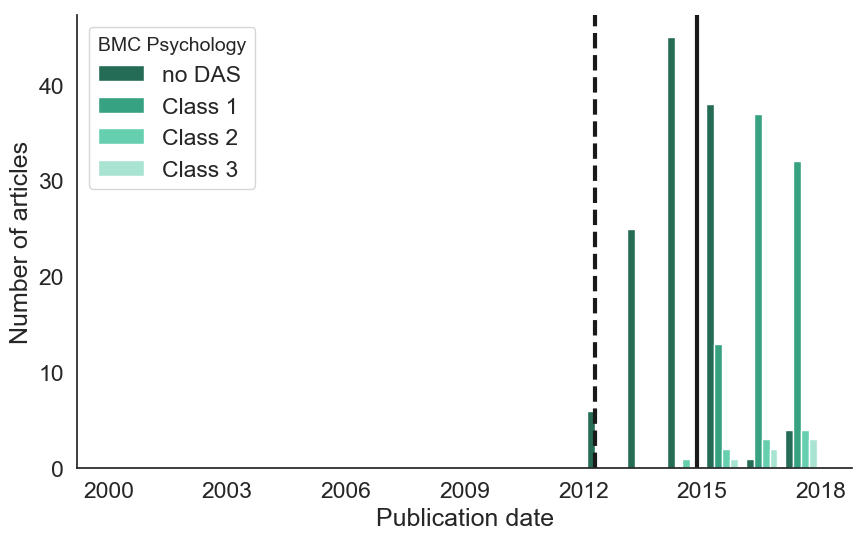 BMC Psychology
no DAS
Class 1
Class 2
Class 3
Number of articles
40
30
20
10
0
2000 2003 2006 2009 2012 2015 2018
Publication date